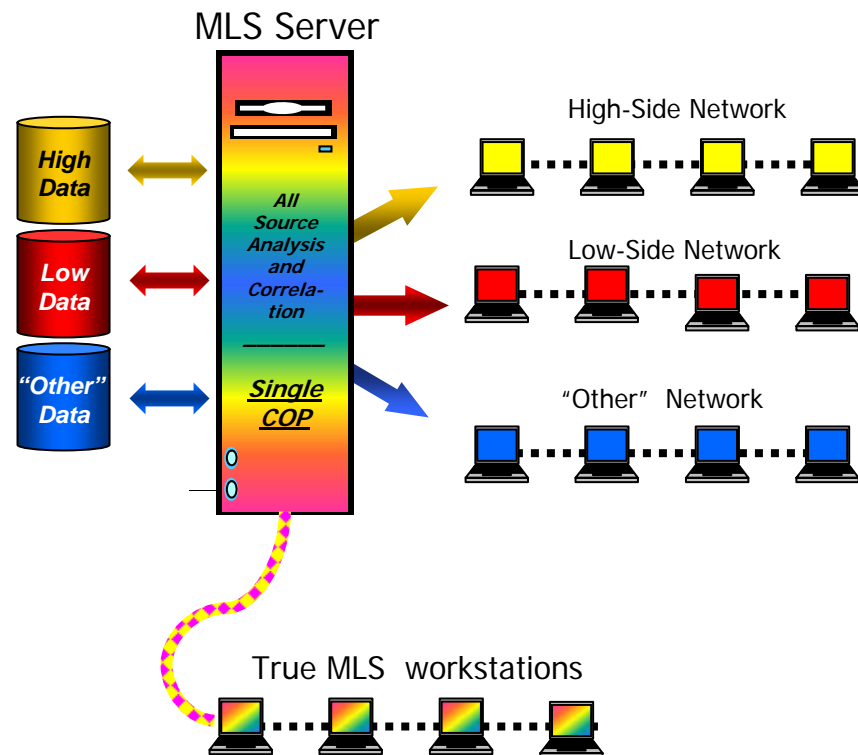 MLS Server
High
Data
Low
Data
“Other”
Data
All
Source
Analysis
and
Correla-
tion
Single
COP
High-Side Network
Low-Side Network
“Other” Network
True MLS workstations